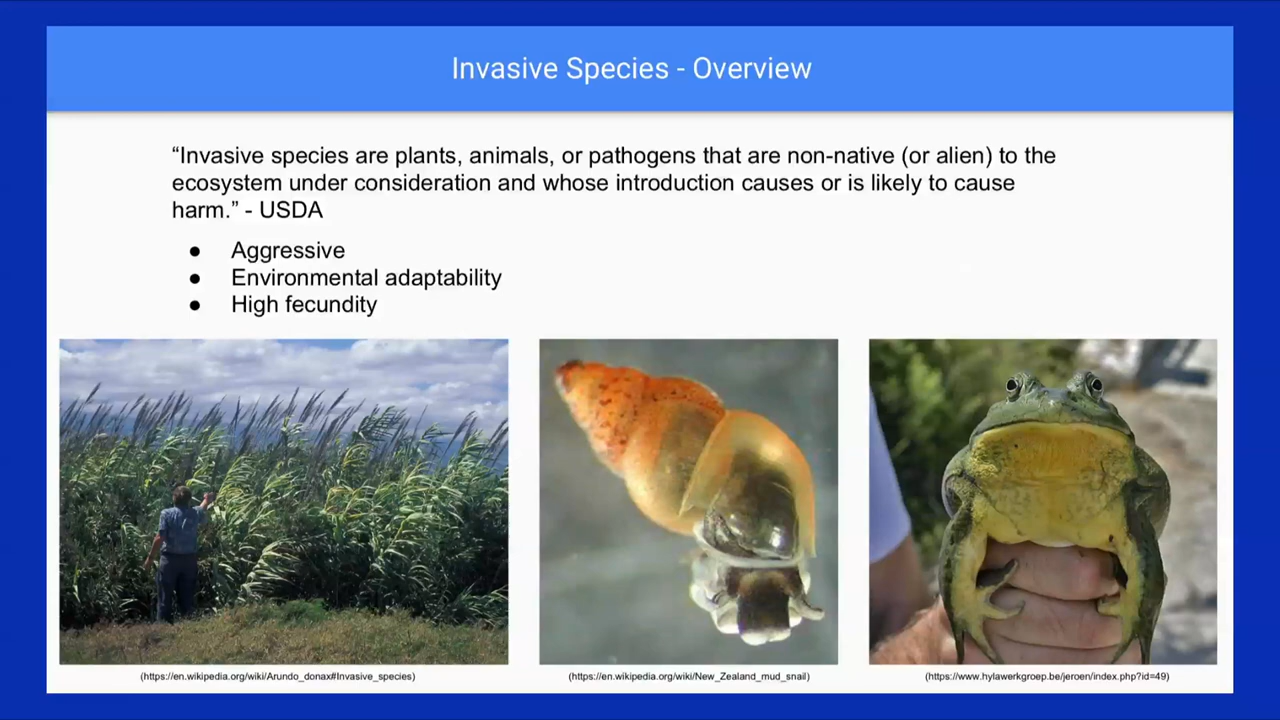 Invasive Species - Overview
“Invasive species are plants, animals, or pathogens that are non-native (or alien) to the
ecosystem under consideration and whose introduction causes or is likely to cause
harm.” - USDA
● Aggressive
● Environmental adaptability
● High fecundity
(https://en.wikipedia.org/wiki/Arundo_donax#Invasive_species)
(https://en.wikipedia.org/wiki/New_Zealand_mud_snail)
(https://www.hylawerkgroep.be/jeroen/index.php?id=49)